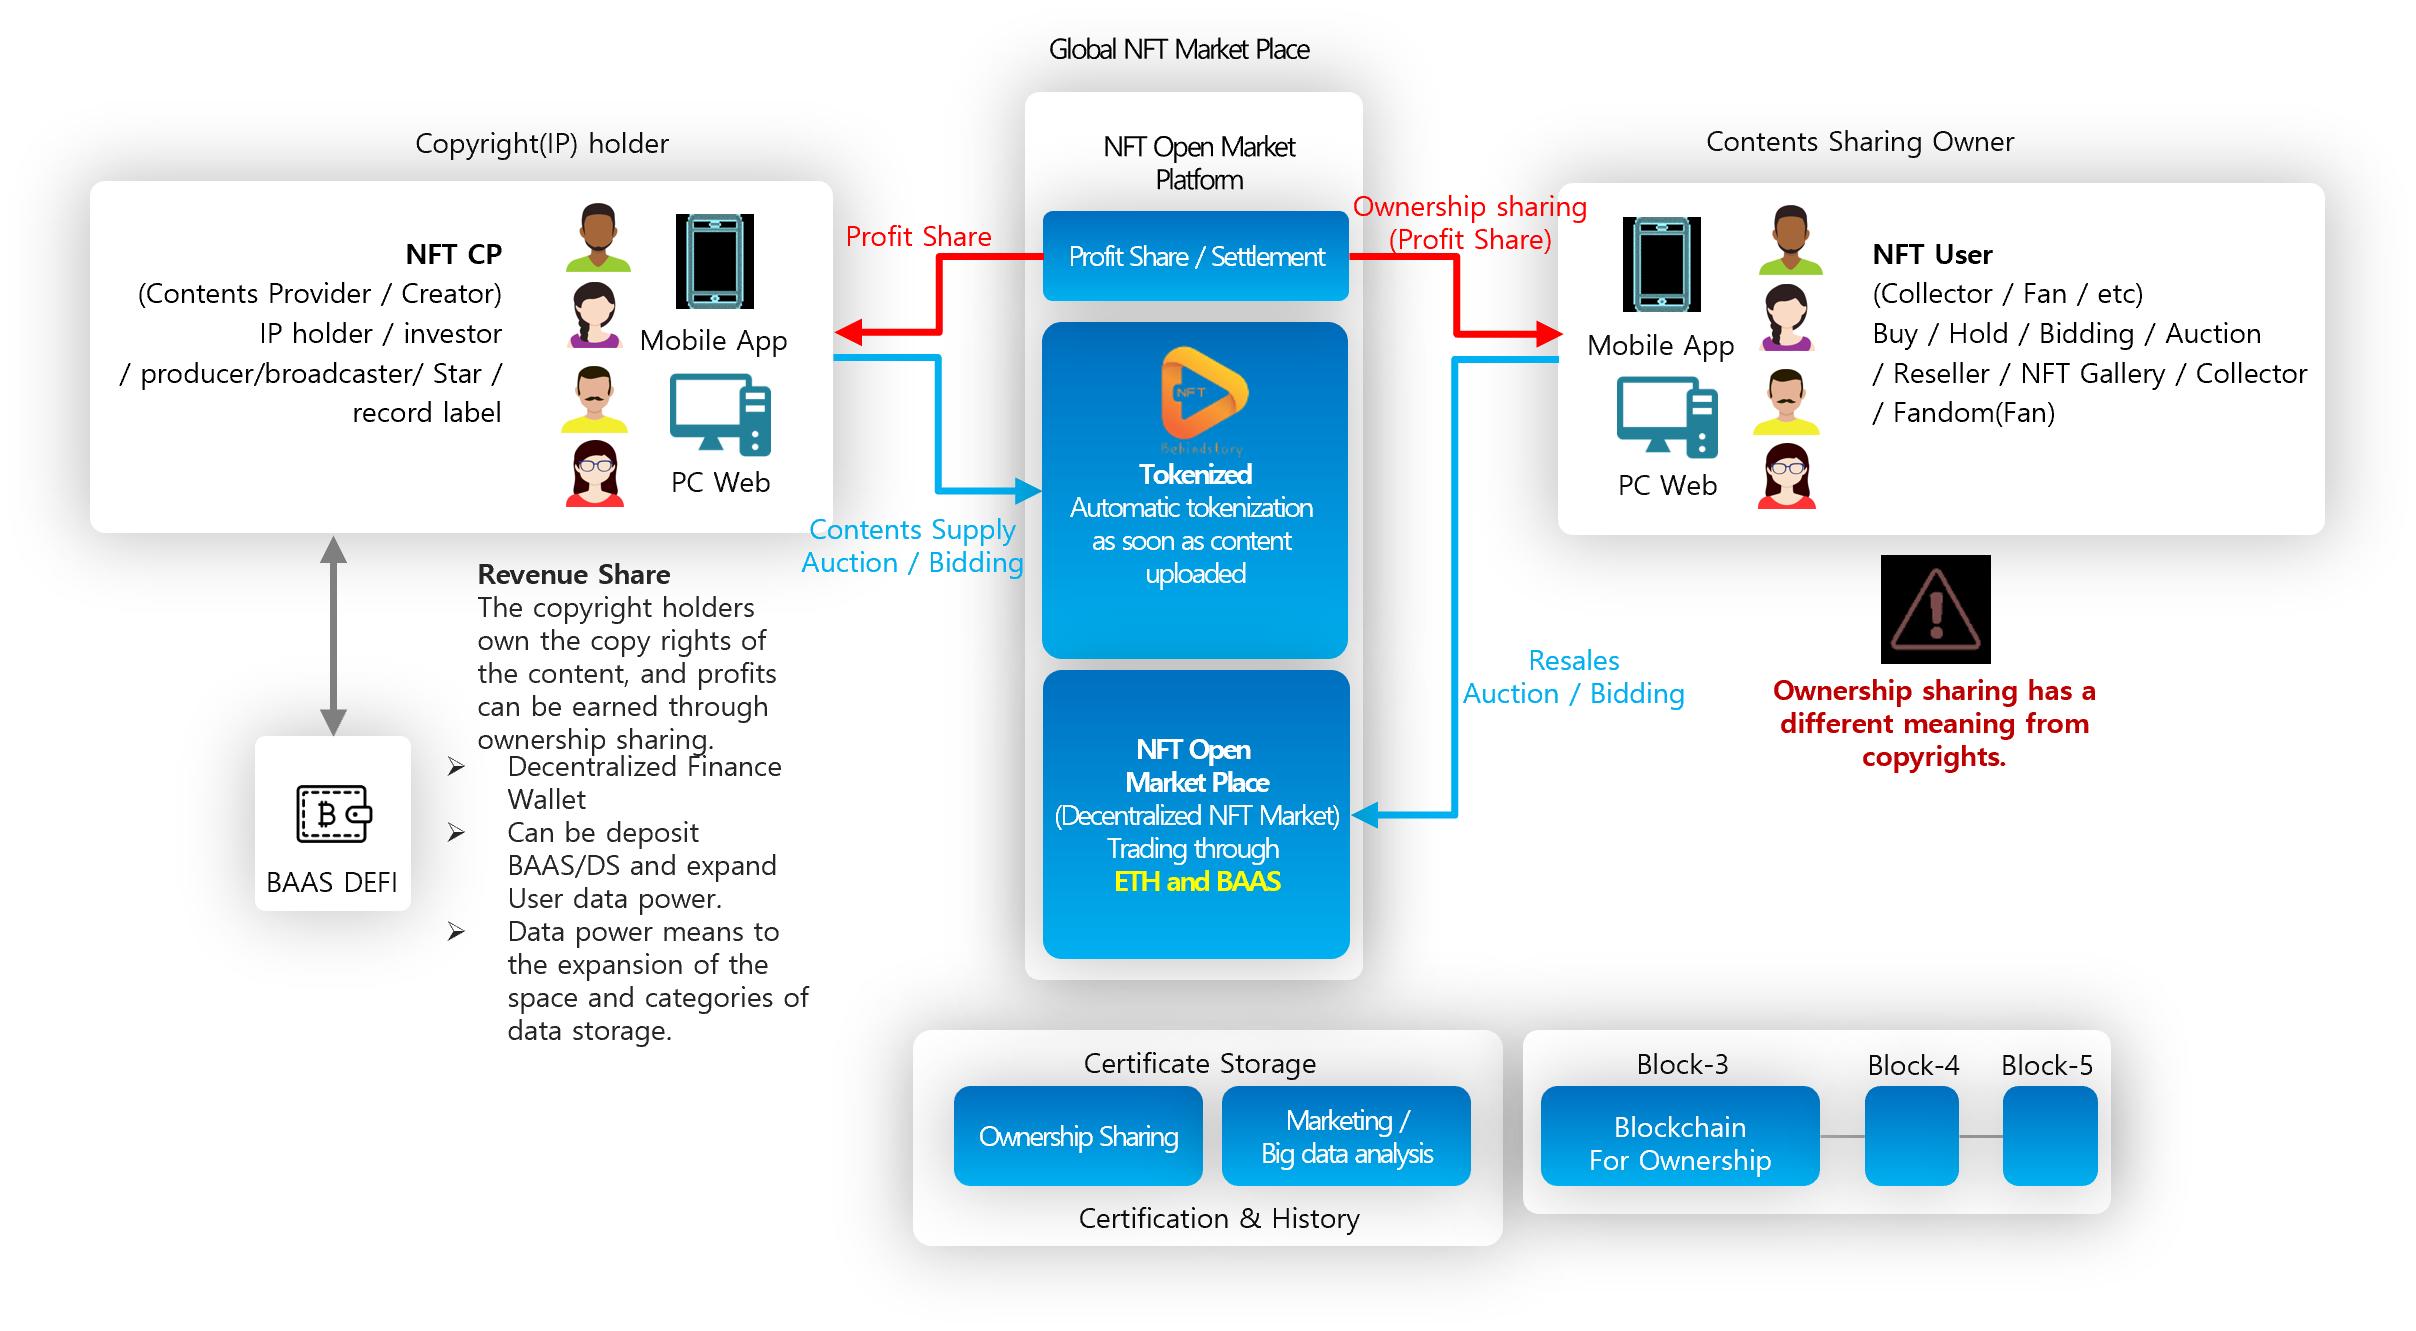 Global NFT Market Place
Copyright(IP) holder
NFT CP
(Contents Provider / Creator)
IP holder / investor
/ producer/broadcaster/ Star /
record label
Mobile App
PC Web
Profit Share
Contents Supply
Auction / Bidding
NFT Open Market
Platform
Profit Share / Settlement
NFT
Behindstory
Tokenized
Automatic tokenization
as soon as content
uploaded
NFT Open
Market Place
(Decentralized NFT Market)
Trading through
ETH and BAAS
Ownership sharing
(Profit Share)
Contents Sharing Owner
Mobile App
PC Web
NFT User
(Collector / Fan / etc)
Buy / Hold / Bidding / Auction
/ Reseller / NFT Gallery / Collector
/ Fandom(Fan)
Resales
Auction / Bidding
Ownership sharing has a
different meaning from
copyrights.
Revenue Share
The copyright holders
own the copy rights of
the content, and profits
can be earned through
ownership sharing.
➢ Decentralized Finance
Wallet
➢ Can be deposit
BAAS/DS and expand
User data power.
➢ Data power means to
the expansion of the
space and categories of
data storage.
BAAS DEFI
Certificate Storage
Ownership Sharing
Marketing /
Big data analysis
Certification & History
Block-3
Block-4
Block-5
Blockchain
For Ownership